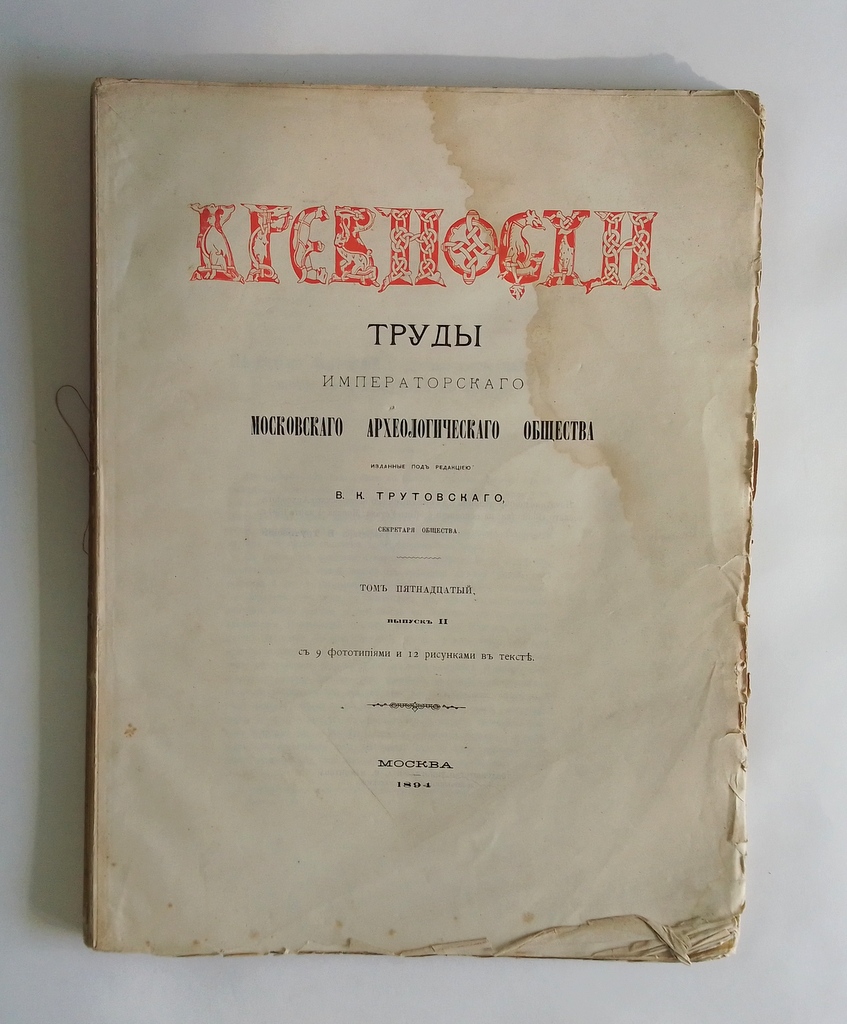 ДРЕВНОСТИ
ТРУДЫ
ИМПЕРАТОРСКАГО
МОСКОВСКАГО АРХЕОЛОГИЧЕСКАГО ОБЩЕСТВА
ИЗДАННЫЕ ПОДЪ РЕДАКЦІЕЮ
В. К. ТРУТОВСКАГО,
СЕКРЕТАРЯ ОБЩЕСТВА.
ТОМЪ ПЯТНАДЦАТЫЙ.
ВЫПУСКЪ II
съ 9 фототипіями и 12 рисунками въ текстѣ.
МОСКВА
1894